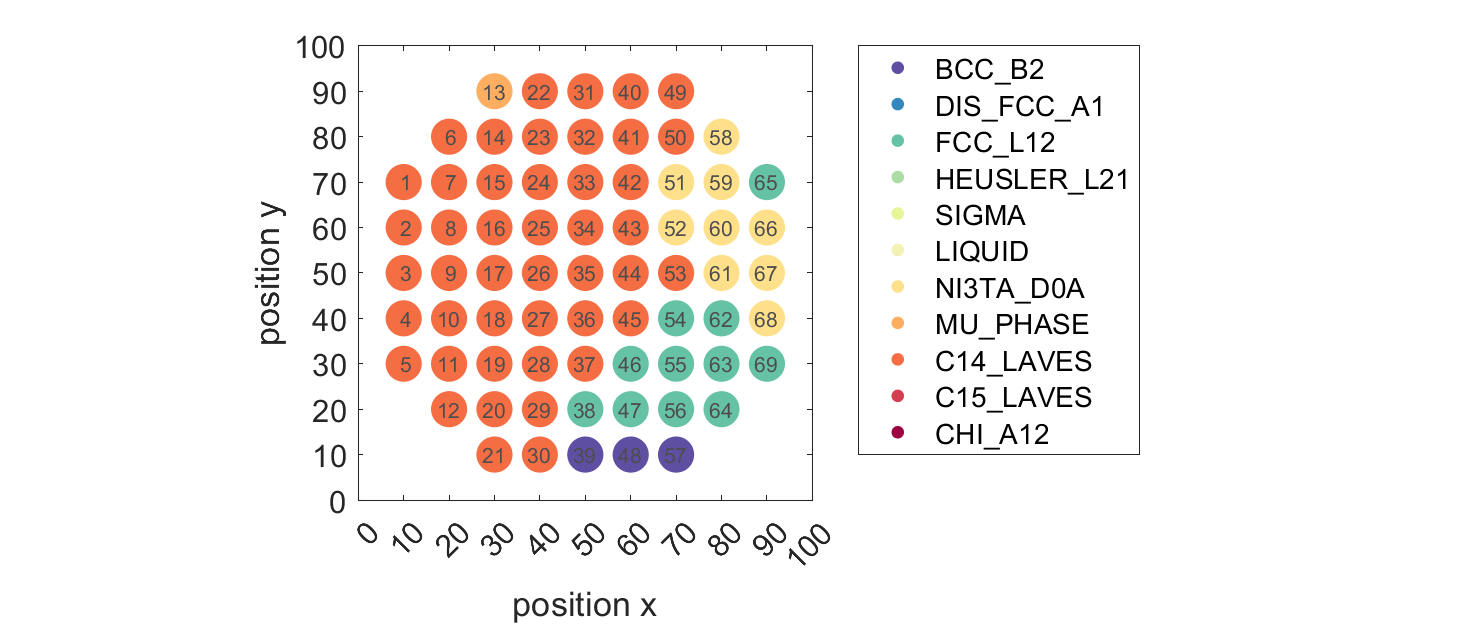 100
90
80
70
60
50
40
30
20
10
0
position y
13 22 31 40 49
6 14 23 32 41 50 58
1 7 15 24 33 42 51 59 65
2 8 16 25 34 43 52 60 66
3 9 17 26 35 44 53 61 67
4 10 18 27 36 45 54 62 68
5 11 19 28 37 46 55 63 69
12 20 29 38 47 56 64
21 30 39 48 57
0 10 20 30 40 50 60 70 80 90 100
position x
BCC_B2
DIS_FCC_A1
FCC_L12
HEUSLER_L21
SIGMA
LIQUID
NI3TA_D0A
MU_PHASE
C14_LAVES
C15_LAVES
CHI_A12